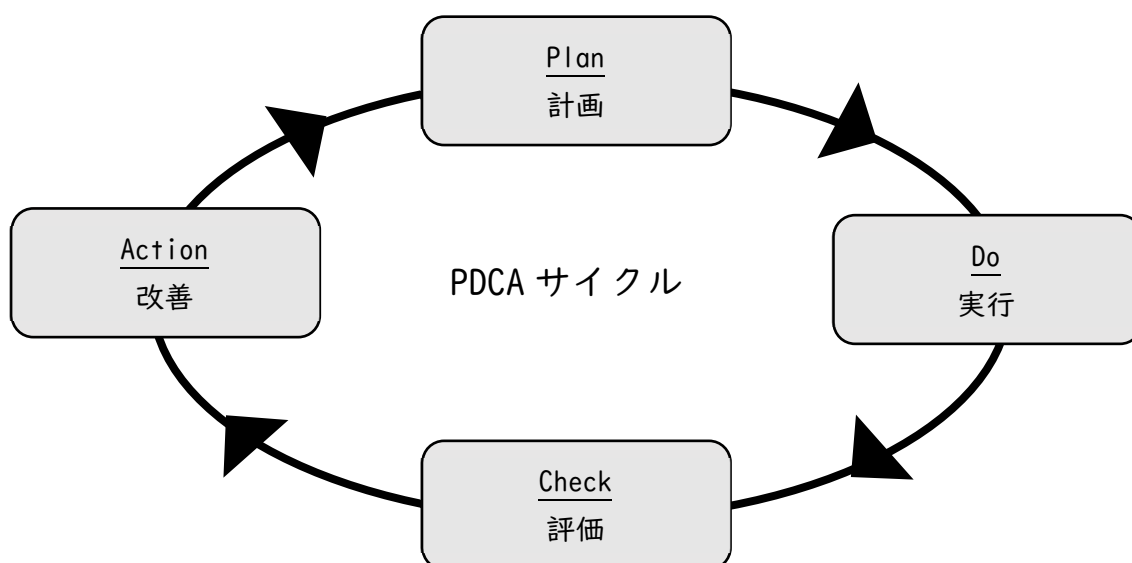 Plan
計画
Action
改善
PDCA サイクル
Do
実行
Check
評価